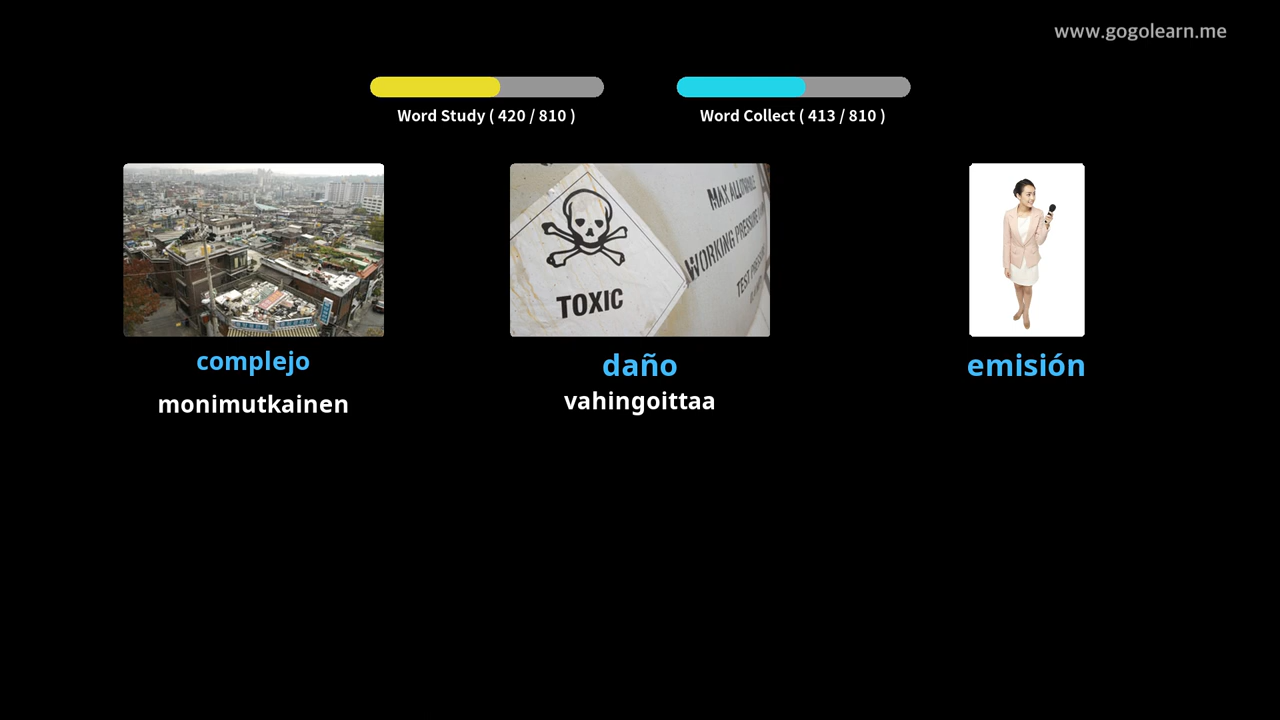 www.gogolearn.me
Word Study ( 420 / 810 )
Word Collect ( 413 / 810 )
TOXIC
MAX ALLOWABLE
WORKING PRESSURE
TEST
complejo
daño
emisión
monimutkainen
vahingoittaa